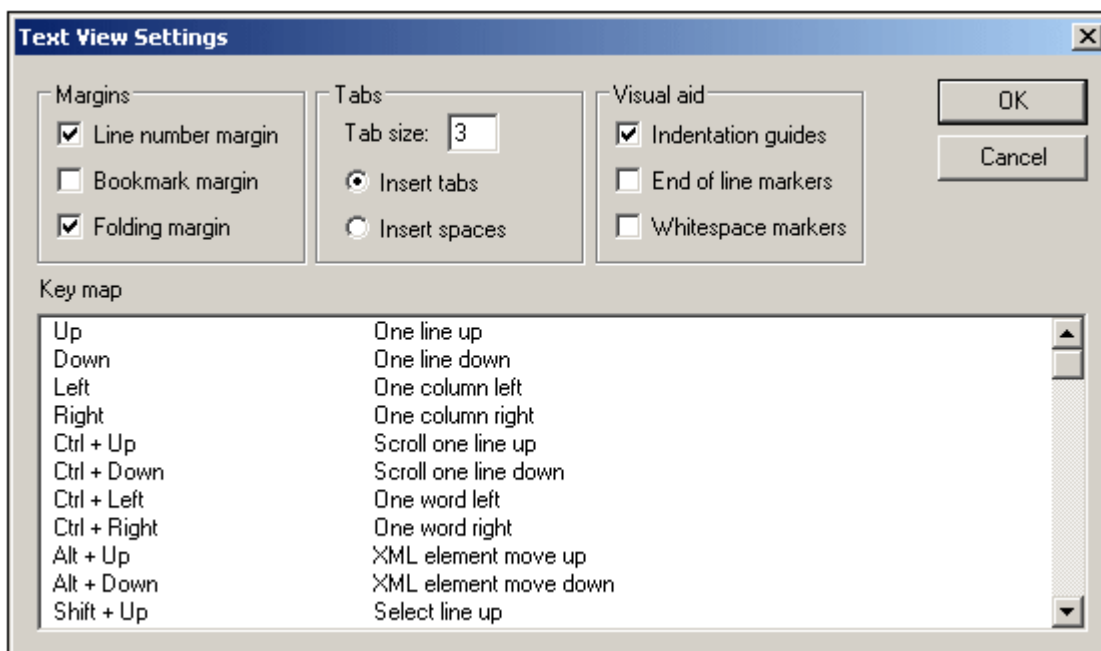 Text View Settings
Margins
Line number margin
Bookmark margin
Folding margin
Tabs
Tab size: 3
Insert tabs
Insert spaces
Visual aid
Indentation guides
End of line markers
Whitespace markers
OK
Cancel
Key map
Up One line up
Down One line down
Left One column left
Right One column right
Ctrl + Up Scroll one line up
Ctrl + Down Scroll one line down
Ctrl + Left One word left
Ctrl + Right One word right
Alt + Up XML element move up
Alt + Down XML element move down
Shift + Up Select line up